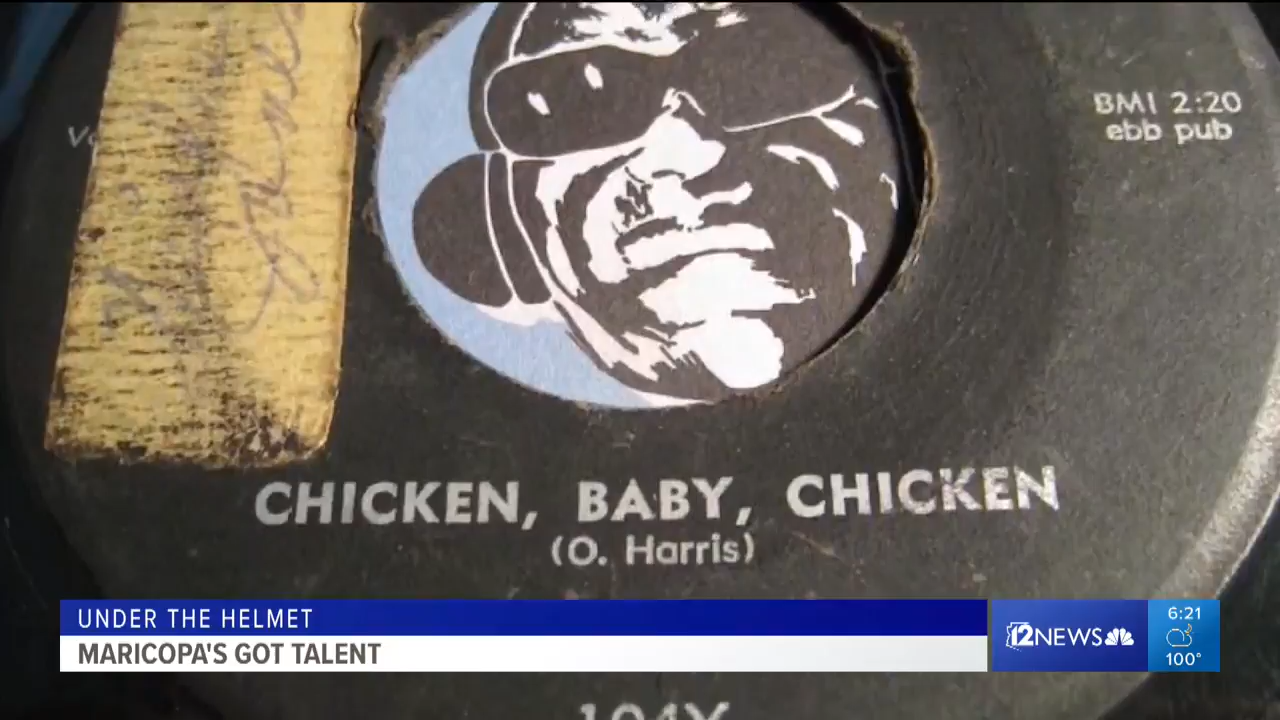 BMI 2:20
ebb pub
CHICKEN, BABY, CHICKEN
(O. Harris)
UNDER THE HELMET
MARICOPA'S GOT TALENT
12NEWS
6:21
100°
104X